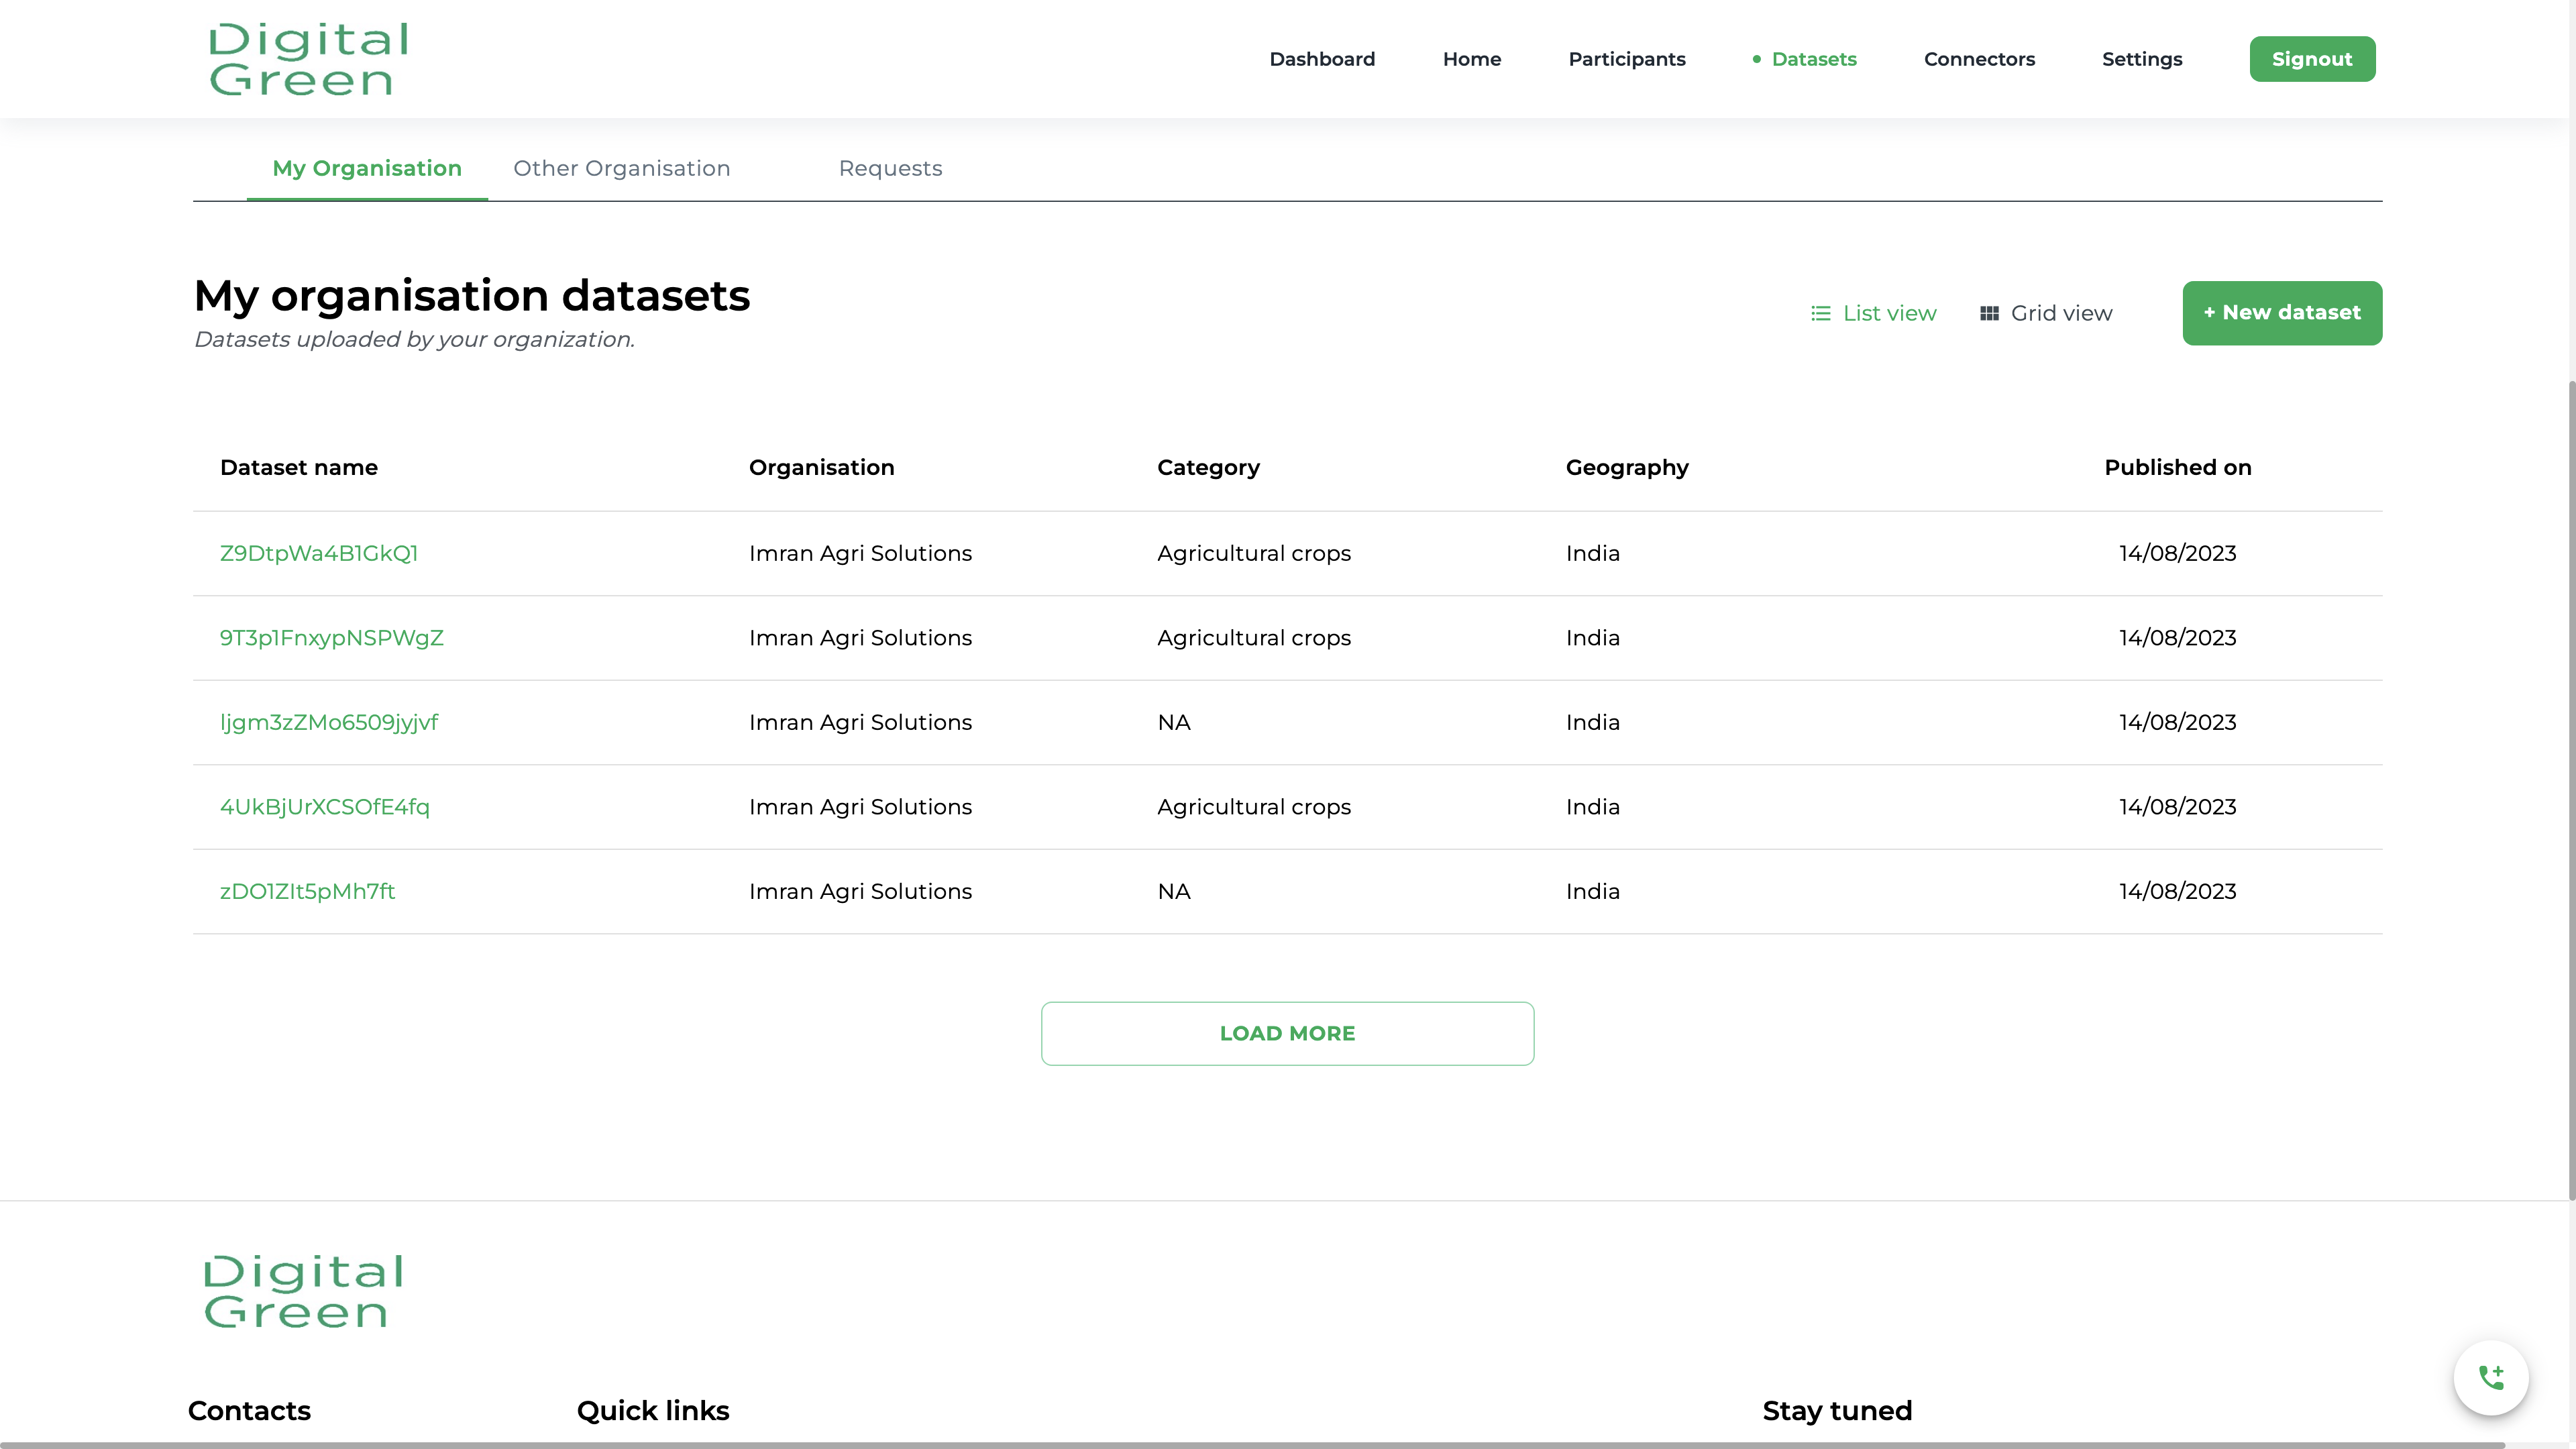 Digital
Green
Dashboard Home Participants Datasets Connectors Settings Signout
My Organisation Other Organisation Requests
My organisation datasets
Datasets uploaded by your organization.
List view Grid view + New dataset
Dataset name Organisation Category Geography Published on
Z9DtpWa4B1GkQ1 Imran Agri Solutions Agricultural crops India 14/08/2023
9T3p1FnxypNSPWgZ Imran Agri Solutions Agricultural crops India 14/08/2023
ljgm3zZMo6509jyjvf Imran Agri Solutions NA India 14/08/2023
4UkBjUrXCSOfE4fq Imran Agri Solutions Agricultural crops India 14/08/2023
zDO1ZIt5pMh7ft Imran Agri Solutions NA India 14/08/2023
LOAD MORE
Digital
Green
Contacts Quick links Stay tuned